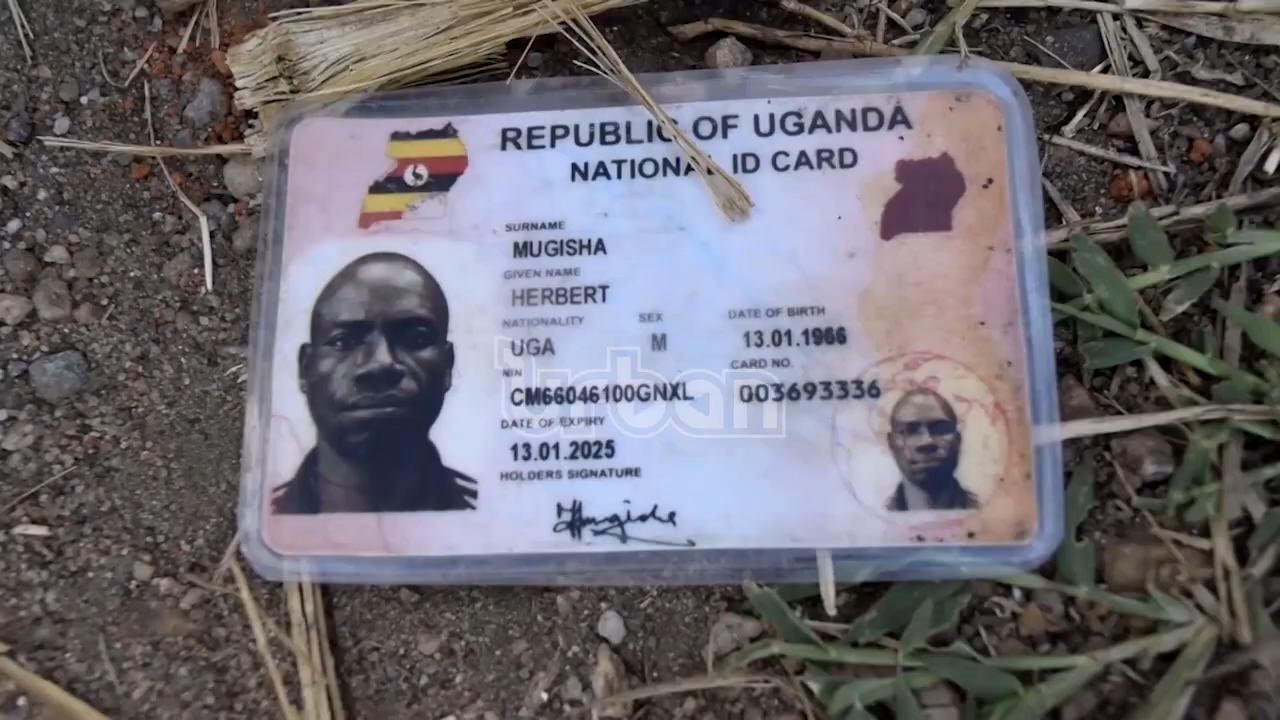 REPUBLIC OF UGANDA
NATIONAL ID CARD
SURNAME
MUGISHA
GIVEN NAME
HERBERT
NATIONALITY SEX DATE OF BIRTH
UGA M 13.01.1966
NIN CARD NO.
CM66046100GNXL 003693336
DATE OF EXPIRY
13.01.2025
HOLDERS SIGNATURE
urban